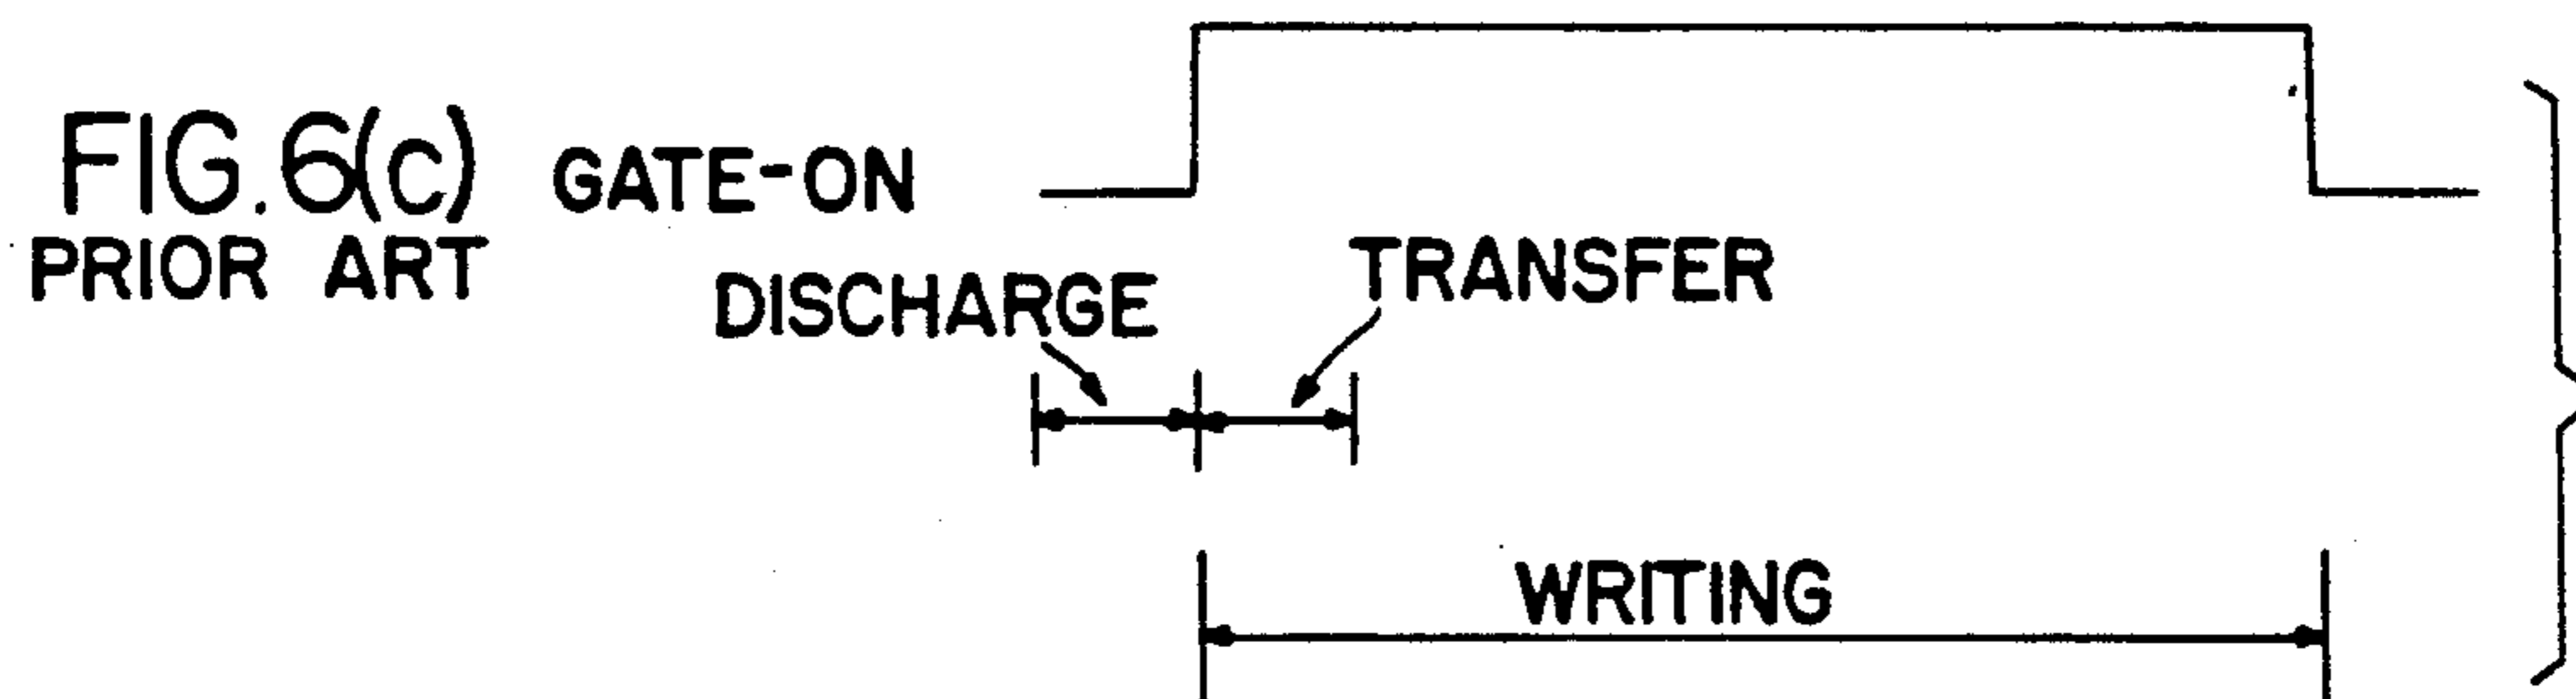 FIG. 6(c) GATE-ON
PRIOR ART
DISCHARGE
TRANSFER
WRITING